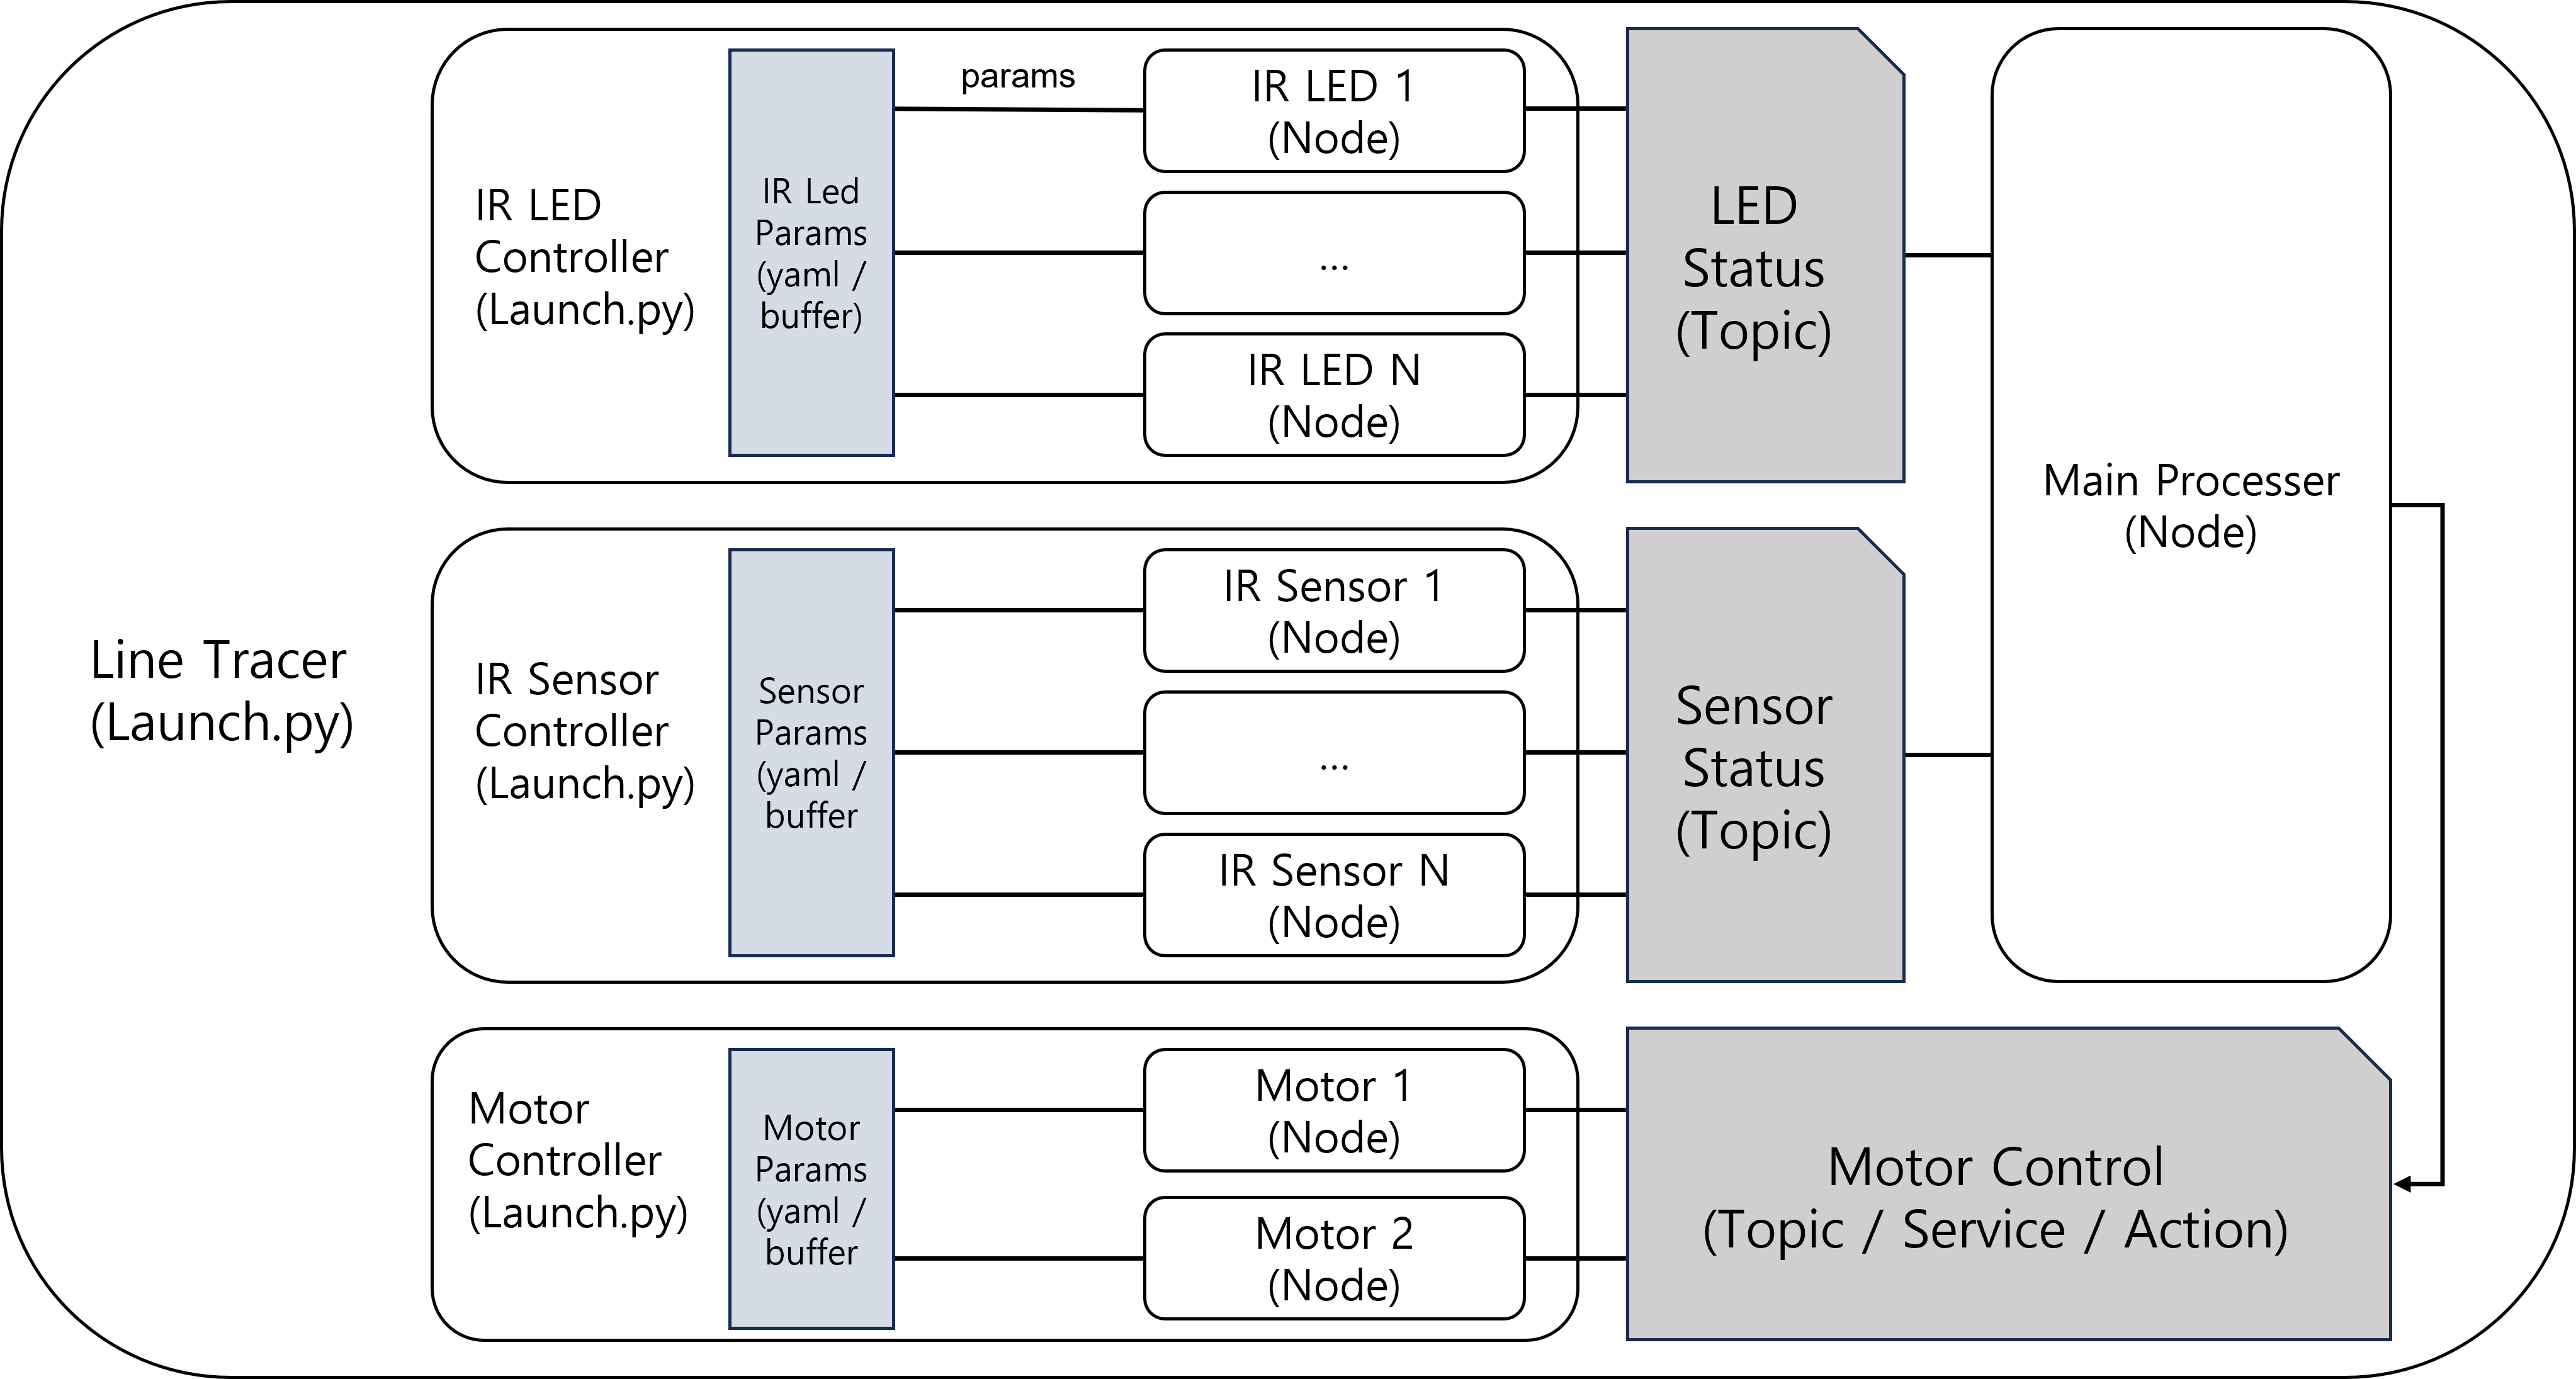 Line Tracer
(Launch.py)
IR LED
Controller
(Launch.py)
IR Led
Params
(yaml /
buffer)
params
IR LED 1
(Node)
...
IR LED N
(Node)
LED
Status
(Topic)
IR Sensor
Controller
(Launch.py)
Sensor
Params
(yaml /
buffer
IR Sensor 1
(Node)
...
IR Sensor N
(Node)
Sensor
Status
(Topic)
Main Processer
(Node)
Motor
Controller
(Launch.py)
Motor
Params
(yaml /
buffer
Motor 1
(Node)
Motor 2
(Node)
Motor Control
(Topic / Service / Action)